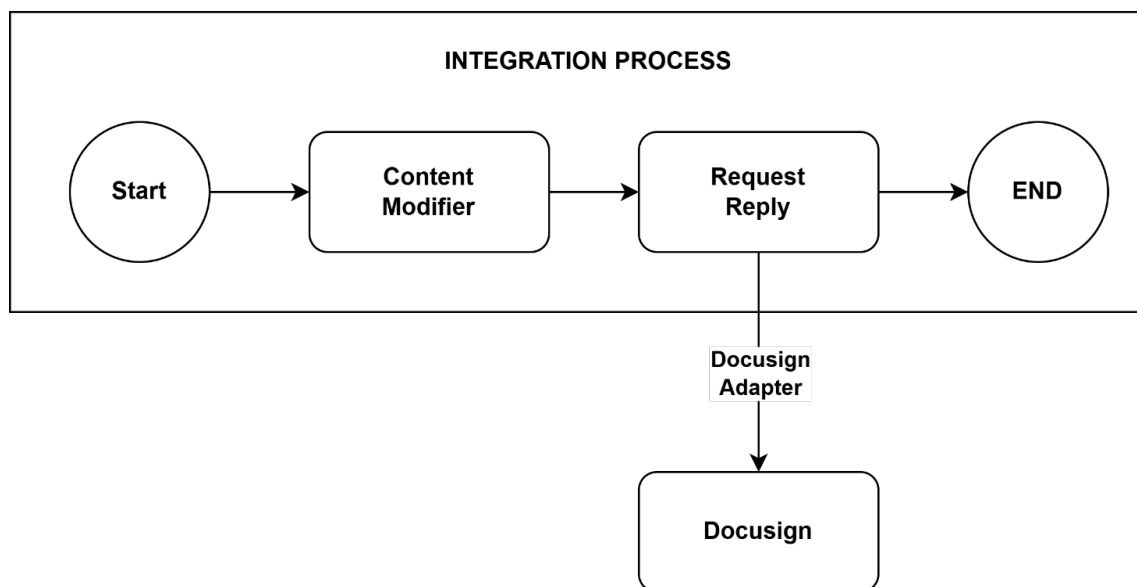 INTEGRATION PROCESS
Start
Content
Modifier
Request
Reply
END
Docusign
Adapter
Docusign